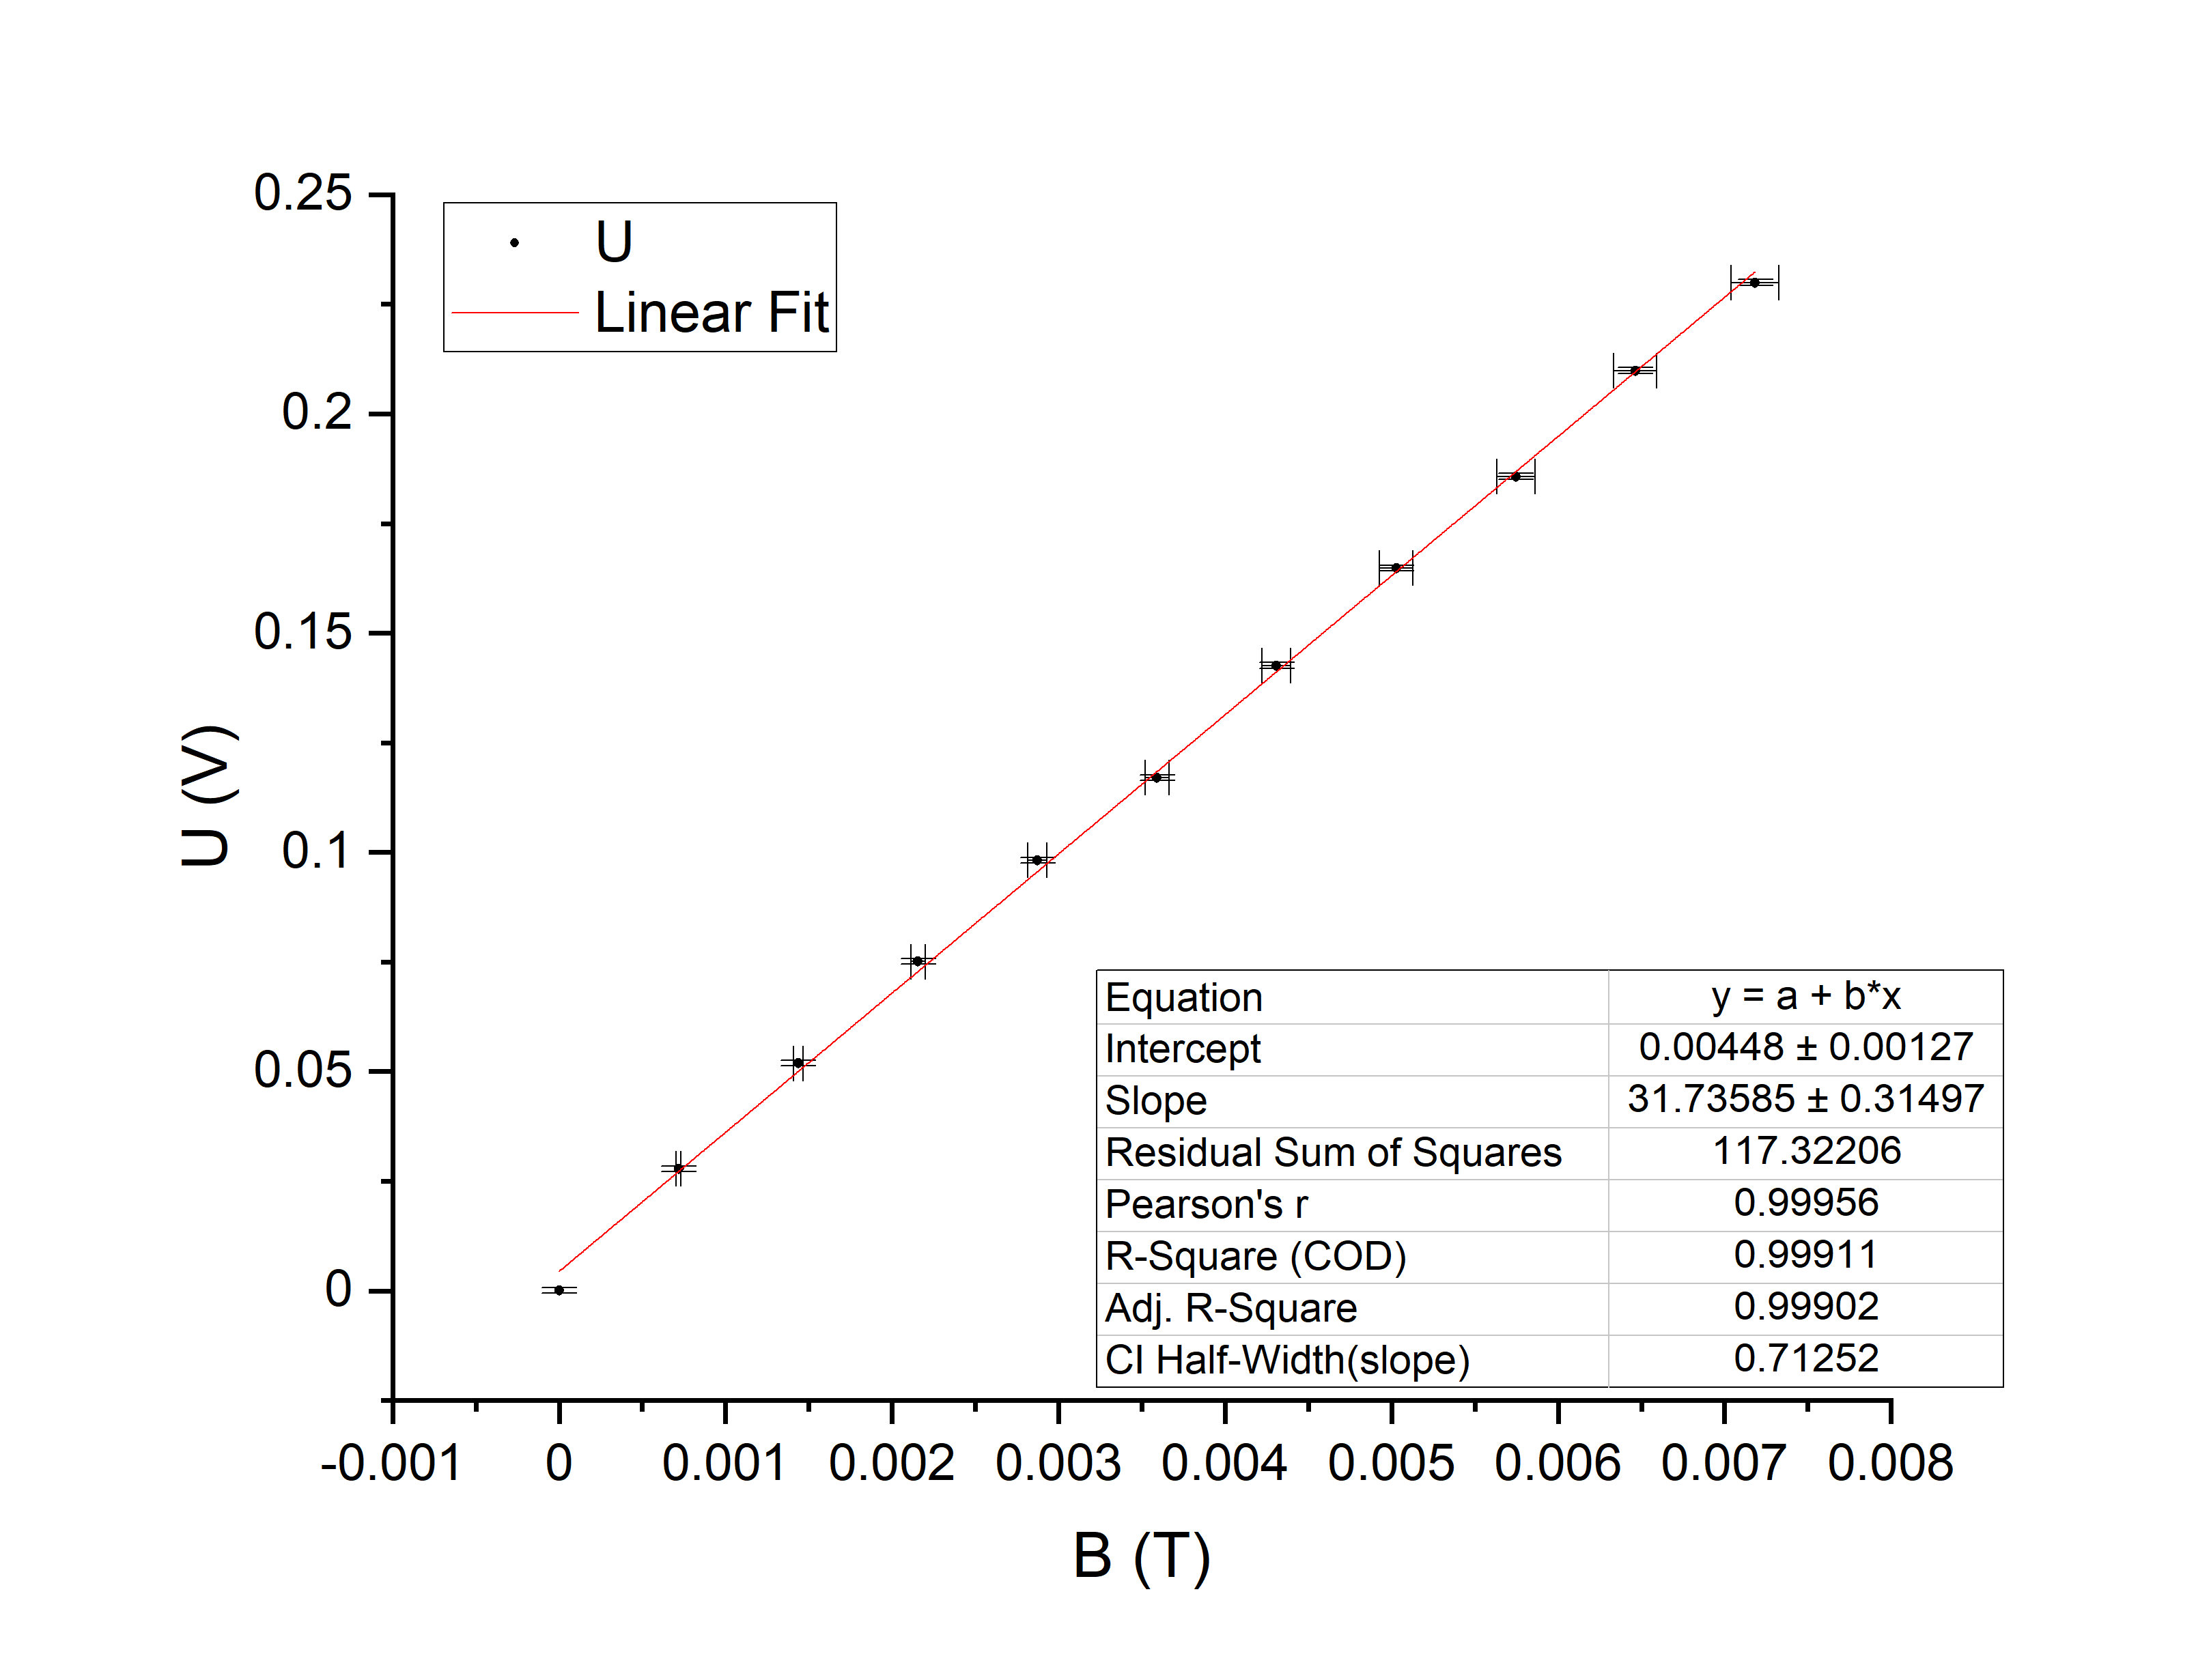 0.25
0.2
0.15
0.1
0.05
0
U (V)
U
Linear Fit
Equation y = a + b*x
Intercept 0.00448 ± 0.00127
Slope 31.73585 ± 0.31497
Residual Sum of Squares 117.32206
Pearson's r 0.99956
R-Square (COD) 0.99911
Adj. R-Square 0.99902
CI Half-Width(slope) 0.71252
-0.001 0 0.001 0.002 0.003 0.004 0.005 0.006 0.007 0.008
B (T)